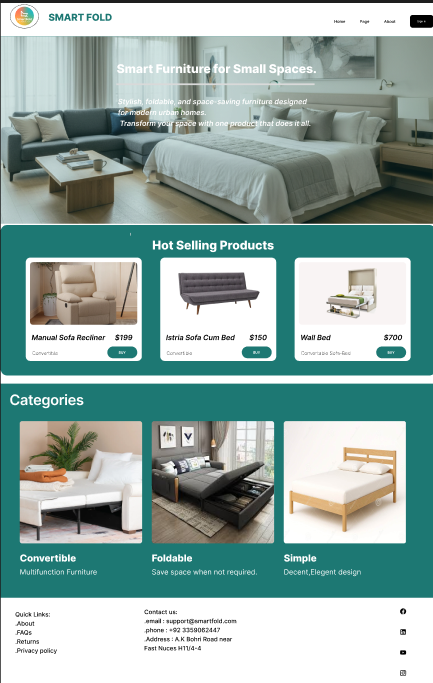 SMART FOLD
Home Page About
Smart Furniture for Small Spaces.
Stylish, foldable, and space-saving furniture designed
for modern urban homes.
Transform your space with one product that does it all.
Hot Selling Products
Manual Sofa Recliner $199
Convertible
BUY
Istria Sofa Cum Bed $150
Convertible
BUY
Wall Bed $700
Convertable Sofa-Bed
BUY
Categories
Convertible
Multifunction Furniture
Foldable
Save space when not required.
Simple
Decent,Elegent design
Quick Links:
.About
.FAQs
.Returns
.Privacy policy
Contact us:
.email : support@smartfold.com
.phone : +92 3359062447
.Address : A.K Bohri Road near
Fast Nuces H11/4-4